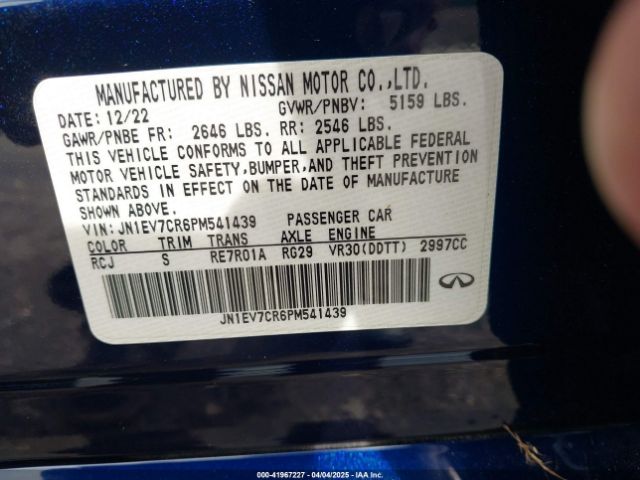 MANUFACTURED BY NISSAN MOTOR CO.,LTD.
DATE: 12/22 GVWR/PNBV: 5159 LBS.
GAWR/PNBE FR: 2646 LBS. RR: 2546 LBS.
THIS VEHICLE CONFORMS TO ALL APPLICABLE FEDERAL
MOTOR VEHICLE SAFETY,BUMPER,AND THEFT PREVENTION
STANDARDS IN EFFECT ON THE DATE OF MANUFACTURE
SHOWN ABOVE.
VIN: JN1EV7CR6PM541439 PASSENGER CAR
COLOR TRIM TRANS AXLE ENGINE
RCJ S RE7R01A RG29 VR30(DDTT) 2997CC
JN1EV7CR6PM541439
000-41967227 - 04/04/2025 - IAAI.COM